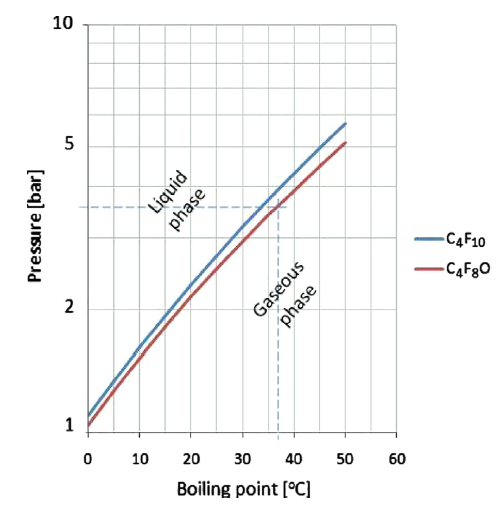 10
5
2
1
Pressure [bar]
Liquid
phase
Gaseous
phase
C₄F₁₀
C₄F₈O
0 10 20 30 40 50 60
Boiling point [°C]